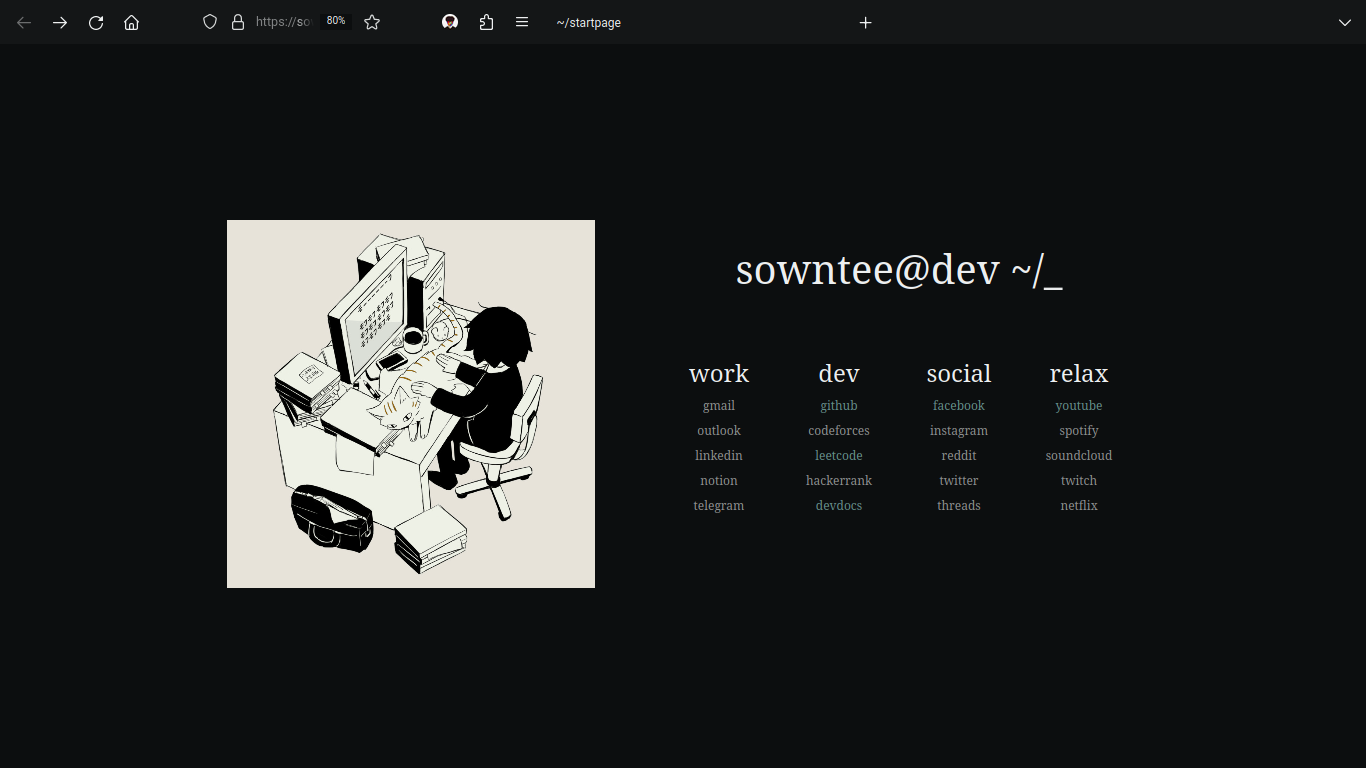 https://so
80%
~/startpage
sowntee@dev ~/_
work dev social relax
gmail github facebook youtube
outlook codeforces instagram spotify
linkedin leetcode reddit soundcloud
notion hackerrank twitter twitch
telegram devdocs threads netflix